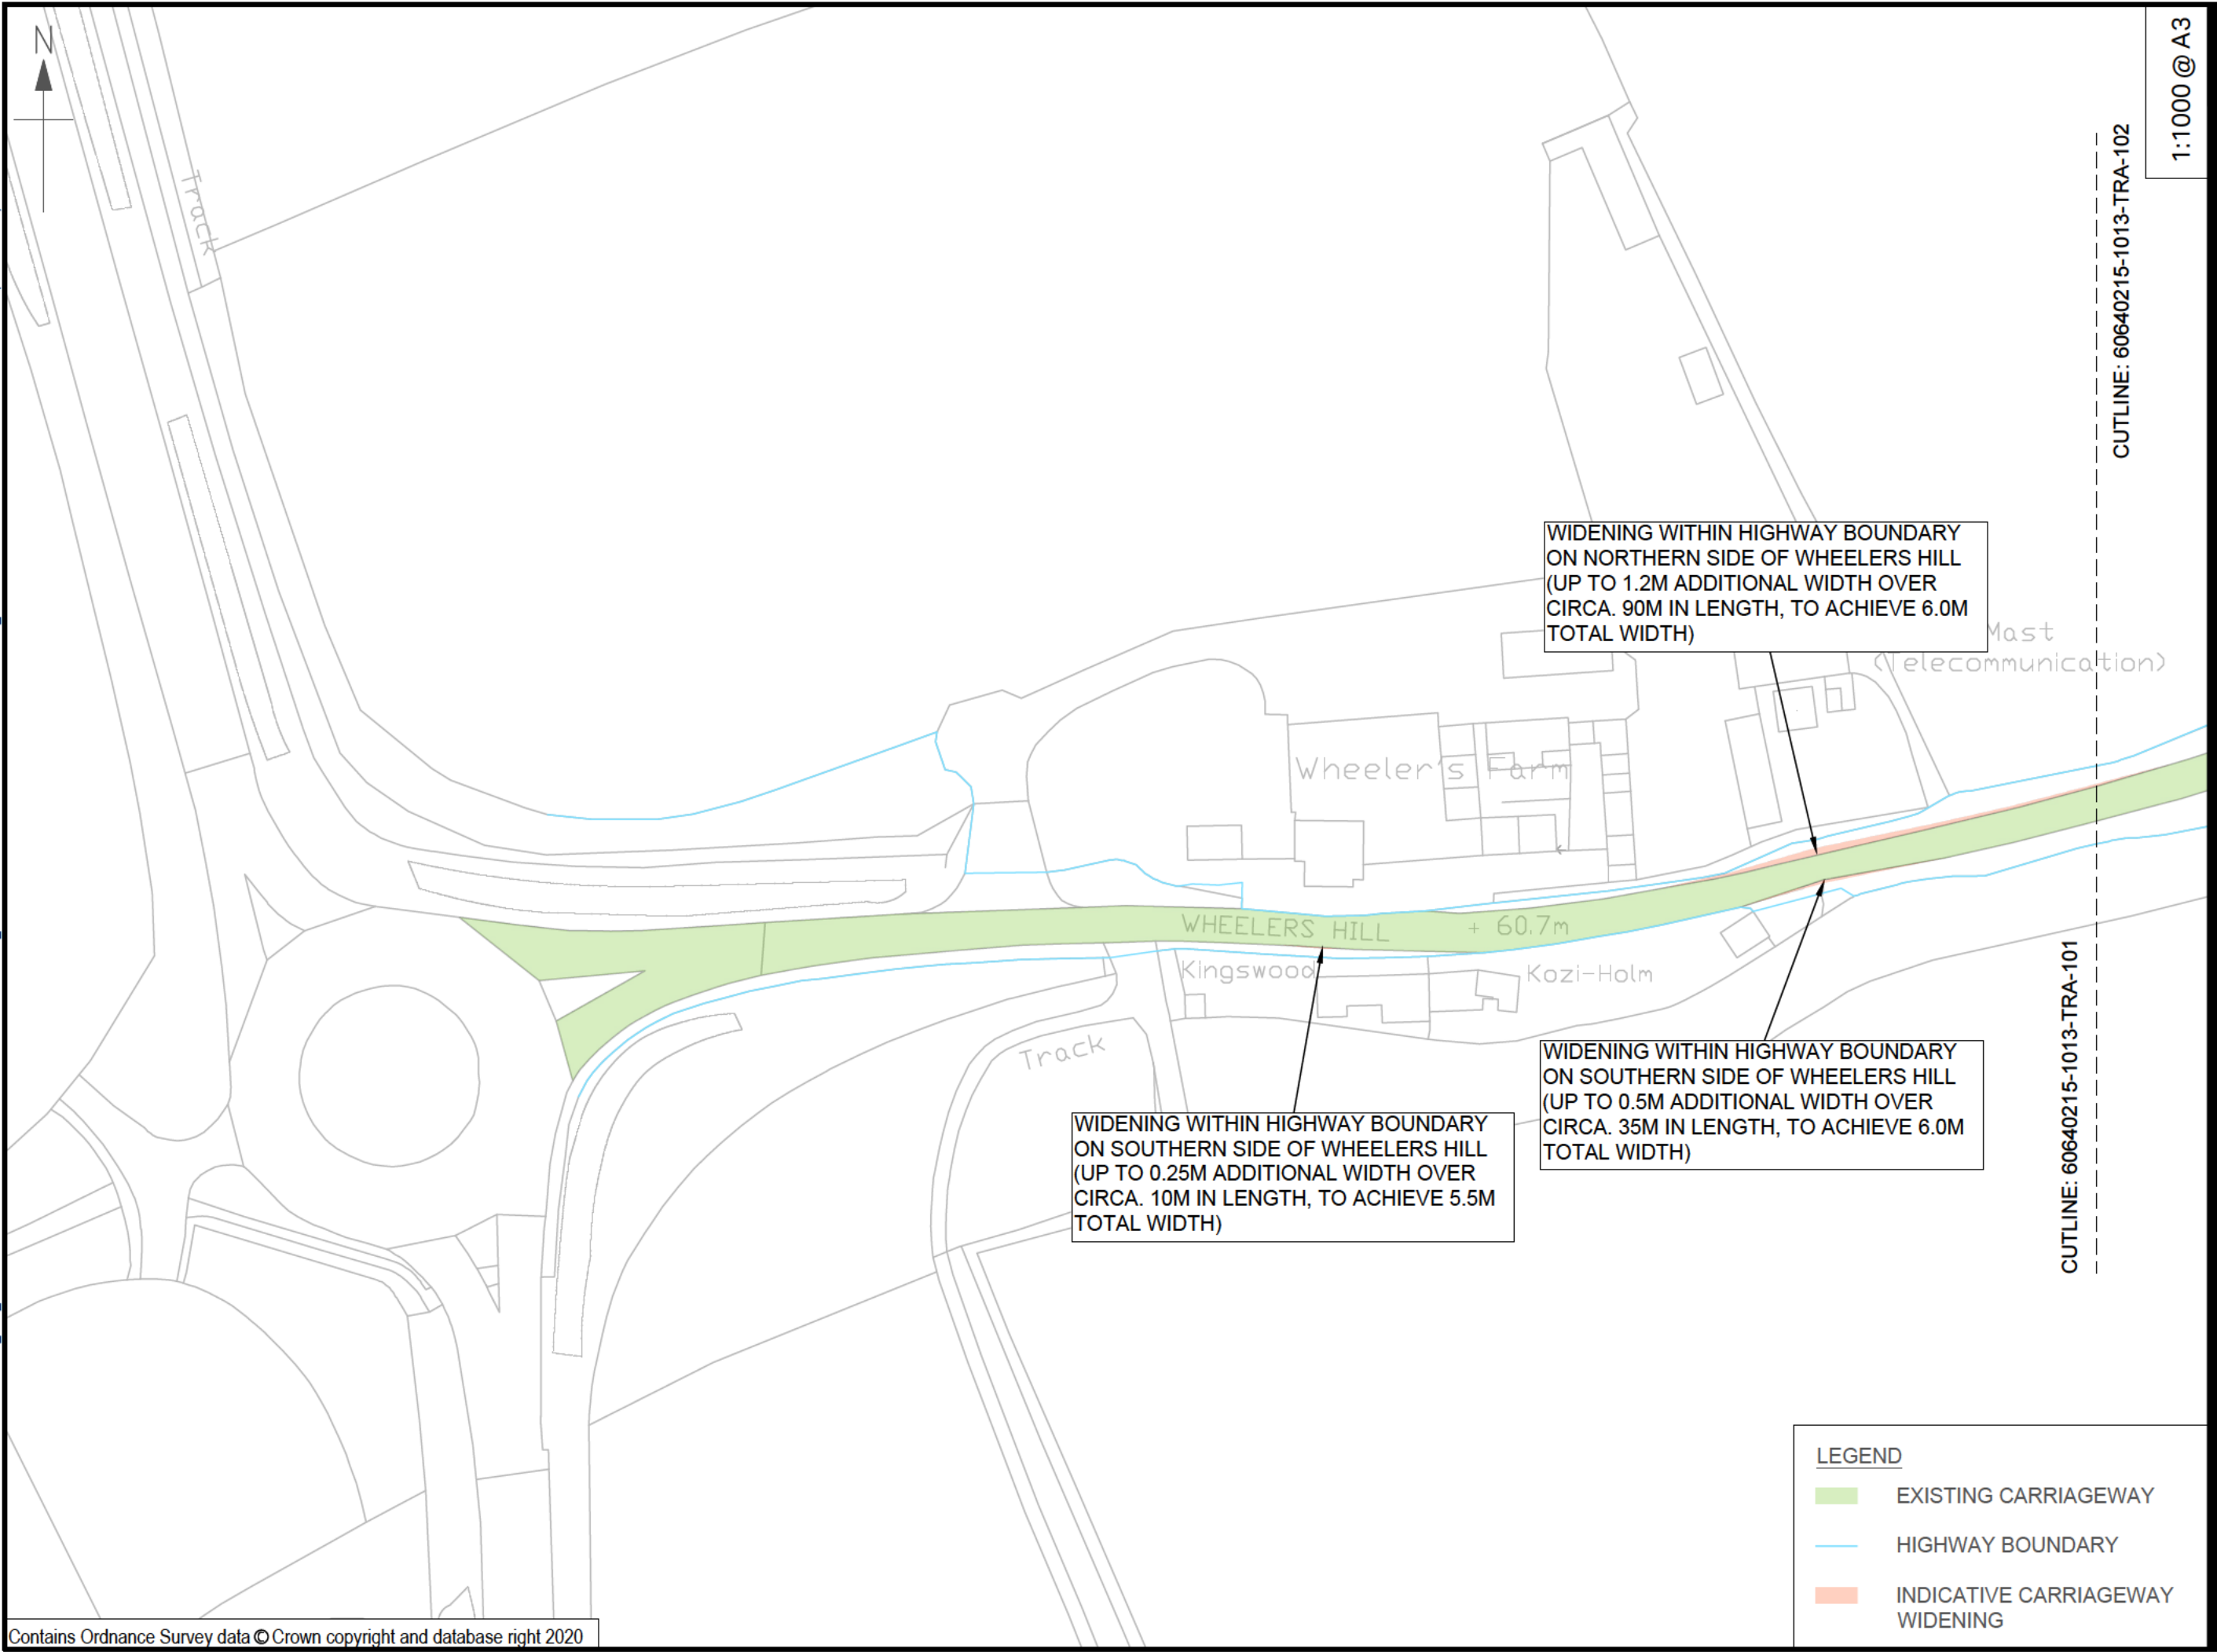 N
1:1000 @ A3
CUTLINE: 60640215-1013-TRA-102
Track
WIDENING WITHIN HIGHWAY BOUNDARY
ON NORTHERN SIDE OF WHEELERS HILL
(UP TO 1.2M ADDITIONAL WIDTH OVER
CIRCA. 90M IN LENGTH, TO ACHIEVE 6.0M
TOTAL WIDTH)
Mast
(Telecommunication)
Wheeler's Farm
WHEELERS HILL
+ 60.7m
Kingswood
Kozi-Holm
Track
WIDENING WITHIN HIGHWAY BOUNDARY
ON SOUTHERN SIDE OF WHEELERS HILL
(UP TO 0.5M ADDITIONAL WIDTH OVER
CIRCA. 35M IN LENGTH, TO ACHIEVE 6.0M
TOTAL WIDTH)
WIDENING WITHIN HIGHWAY BOUNDARY
ON SOUTHERN SIDE OF WHEELERS HILL
(UP TO 0.25M ADDITIONAL WIDTH OVER
CIRCA. 10M IN LENGTH, TO ACHIEVE 5.5M
TOTAL WIDTH)
CUTLINE: 60640215-1013-TRA-101
LEGEND
EXISTING CARRIAGEWAY
HIGHWAY BOUNDARY
INDICATIVE CARRIAGEWAY
WIDENING
Contains Ordnance Survey data © Crown copyright and database right 2020